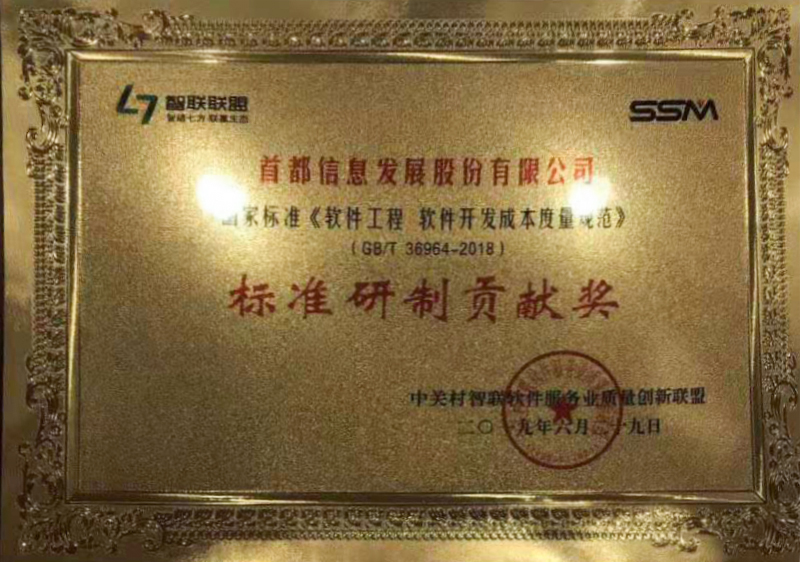 智联联盟
智链七方 联赢生态
SSM
首都信息发展股份有限公司
国家标准《软件工程 软件开发成本度量规范》
（GB/T 36964-2018）
标准研制贡献奖
中关村智联软件服务业质量创新联盟
二〇一九年六月二十九日